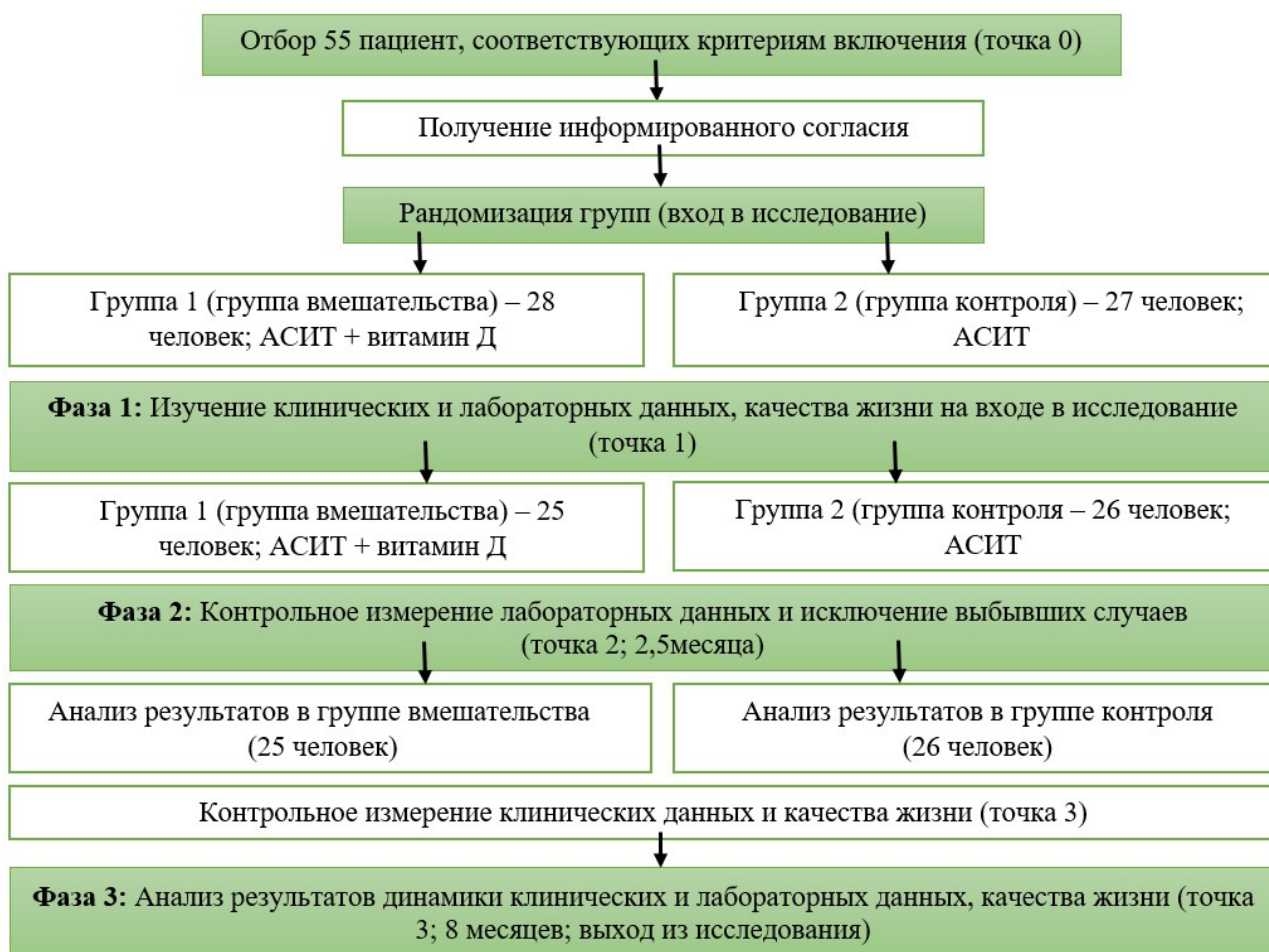 Отбор 55 пациент, соответствующих критериям включения (точка 0)
Получение информированного согласия
Рандомизация групп (вход в исследование)
Группа 1 (группа вмешательства) – 28
человек; АСИТ + витамин Д
Группа 2 (группа контроля) – 27 человек;
АСИТ
Фаза 1: Изучение клинических и лабораторных данных, качества жизни на входе в исследование
(точка 1)
Группа 1 (группа вмешательства) – 25
человек; АСИТ + витамин Д
Группа 2 (группа контроля – 26 человек;
АСИТ
Фаза 2: Контрольное измерение лабораторных данных и исключение выбывших случаев
(точка 2; 2,5месяца)
Анализ результатов в группе вмешательства
(25 человек)
Анализ результатов в группе контроля
(26 человек)
Контрольное измерение клинических данных и качества жизни (точка 3)
Фаза 3: Анализ результатов динамики клинических и лабораторных данных, качества жизни (точка
3; 8 месяцев; выход из исследования)